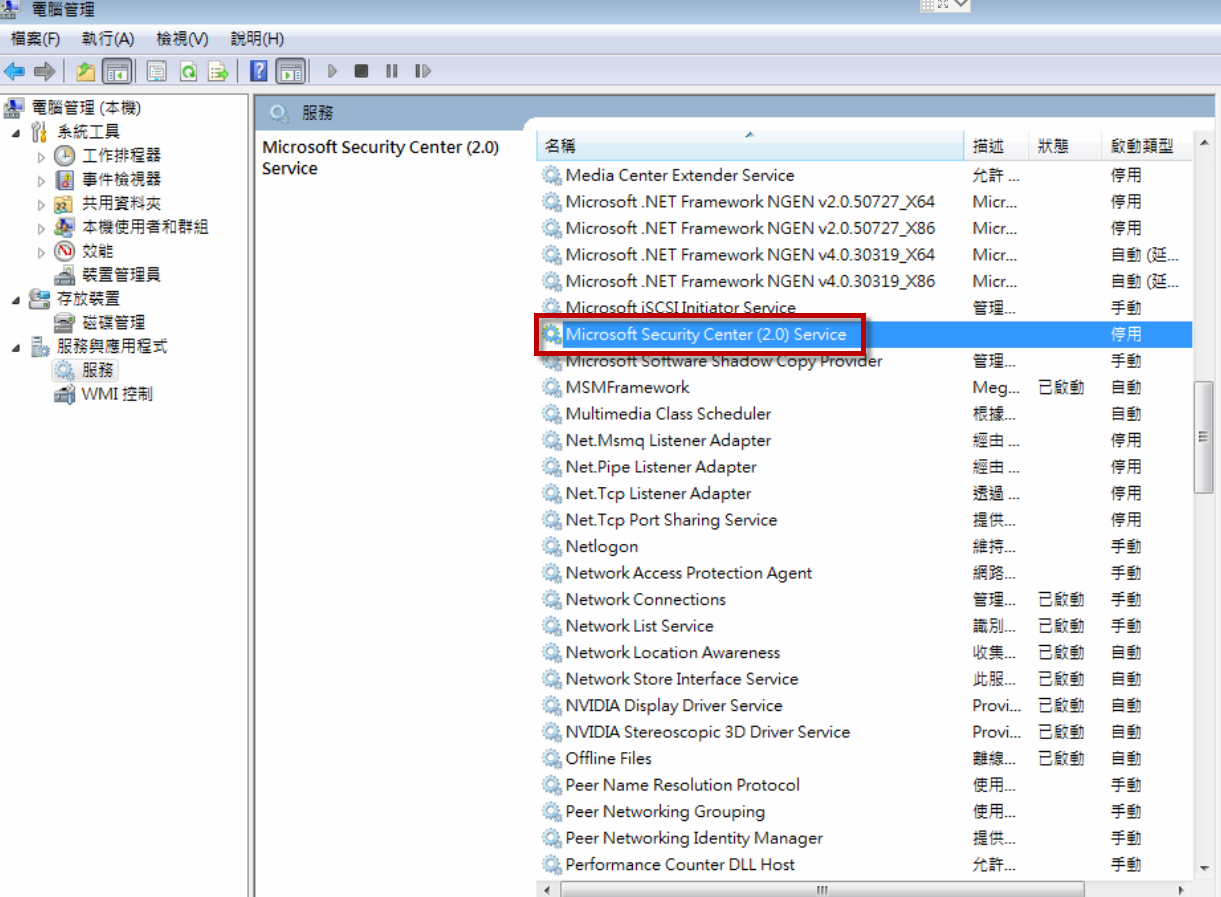 電腦管理
檔案(F) 執行(A) 檢視(V) 說明(H)
電腦管理 (本機)
系統工具
工作排程器
事件檢視器
共用資料夾
本機使用者和群組
效能
裝置管理員
存放裝置
磁碟管理
服務與應用程式
服務
WMI 控制
服務
Microsoft Security Center (2.0)
Service
名稱 描述 狀態 啟動類型
Media Center Extender Service 允許 ... 停用
Microsoft .NET Framework NGEN v2.0.50727_X64 Micr... 停用
Microsoft .NET Framework NGEN v2.0.50727_X86 Micr... 停用
Microsoft .NET Framework NGEN v4.0.30319_X64 Micr... 自動 (延...
Microsoft .NET Framework NGEN v4.0.30319_X86 Micr... 自動 (延...
Microsoft iSCSI Initiator Service 管理... 手動
Microsoft Security Center (2.0) Service 停用
Microsoft Software Shadow Copy Provider 管理... 手動
MSMFramework Meg... 已啟動 自動
Multimedia Class Scheduler 根據... 自動
Net.Msmq Listener Adapter 經由 ... 停用
Net.Pipe Listener Adapter 經由 ... 停用
Net.Tcp Listener Adapter 透過 ... 停用
Net.Tcp Port Sharing Service 提供... 停用
Netlogon 維持... 手動
Network Access Protection Agent 網路... 手動
Network Connections 管理... 已啟動 手動
Network List Service 識別... 已啟動 手動
Network Location Awareness 收集... 已啟動 自動
Network Store Interface Service 此服... 已啟動 自動
NVIDIA Display Driver Service Provi... 已啟動 自動
NVIDIA Stereoscopic 3D Driver Service Provi... 已啟動 自動
Offline Files 離線... 已啟動 自動
Peer Name Resolution Protocol 使用... 手動
Peer Networking Grouping 使用... 手動
Peer Networking Identity Manager 提供... 手動
Performance Counter DLL Host 允許... 手動